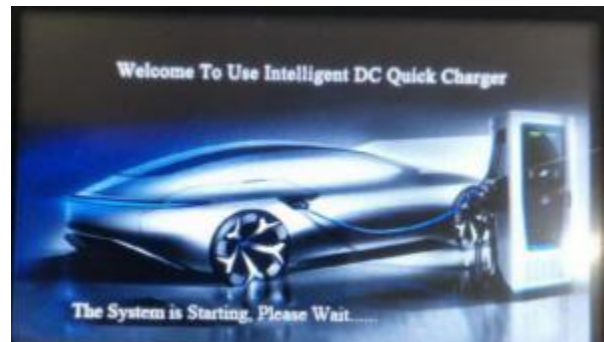 Welcome To Use Intelligent DC Quick Charger
The System is Starting, Please Wait......